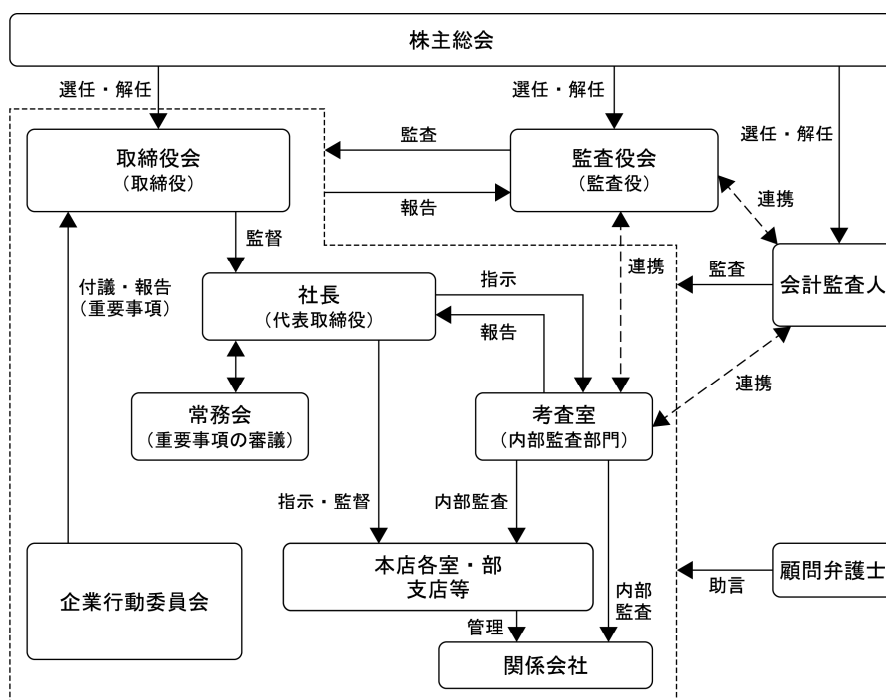 株主総会
選任・解任
選任・解任
選任・解任
取締役会
（取締役）
監査
報告
監査役会
（監査役）
連携
監督
連携
付議・報告
（重要事項）
社長
（代表取締役）
指示
報告
監査
会計監査人
連携
常務会
（重要事項の審議）
考査室
（内部監査部門）
指示・監督
内部監査
企業行動委員会
本店各室・部
支店等
内部
監査
助言
顧問弁護士
管理
関係会社